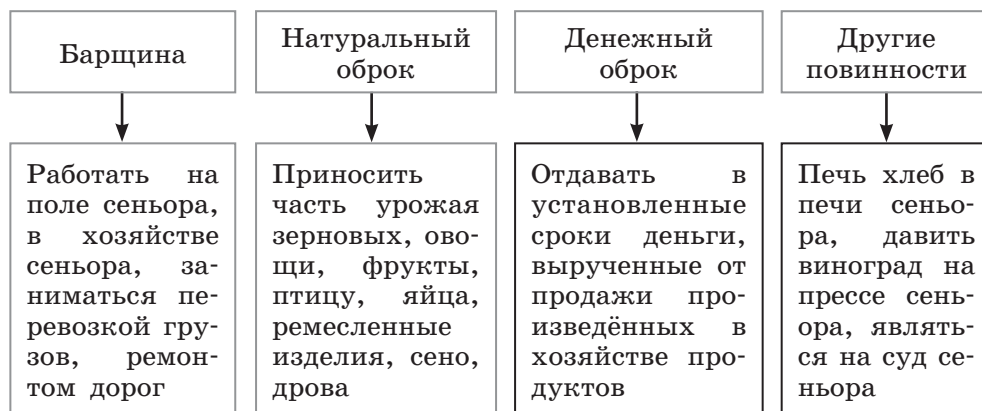 Барщина
Натуральный
оброк
Денежный
оброк
Другие
повинности
Работать на
поле сеньора,
в хозяйстве
сеньора, за-
ниматься пе-
ревозкой гру-
зов, ремон-
том дорог
Приносить
часть урожая
зерновых, ово-
щи, фрукты,
птицу, яйца,
ремесленные
изделия, сено,
дрова
Отдавать в
установленные
сроки деньги,
вырученные от
продажи про-
изведённых в
хозяйстве про-
дуктов
Печь хлеб в
печи сеньо-
ра, давить
виноград на
прессе сень-
ора, являть-
ся на суд се-
ньора